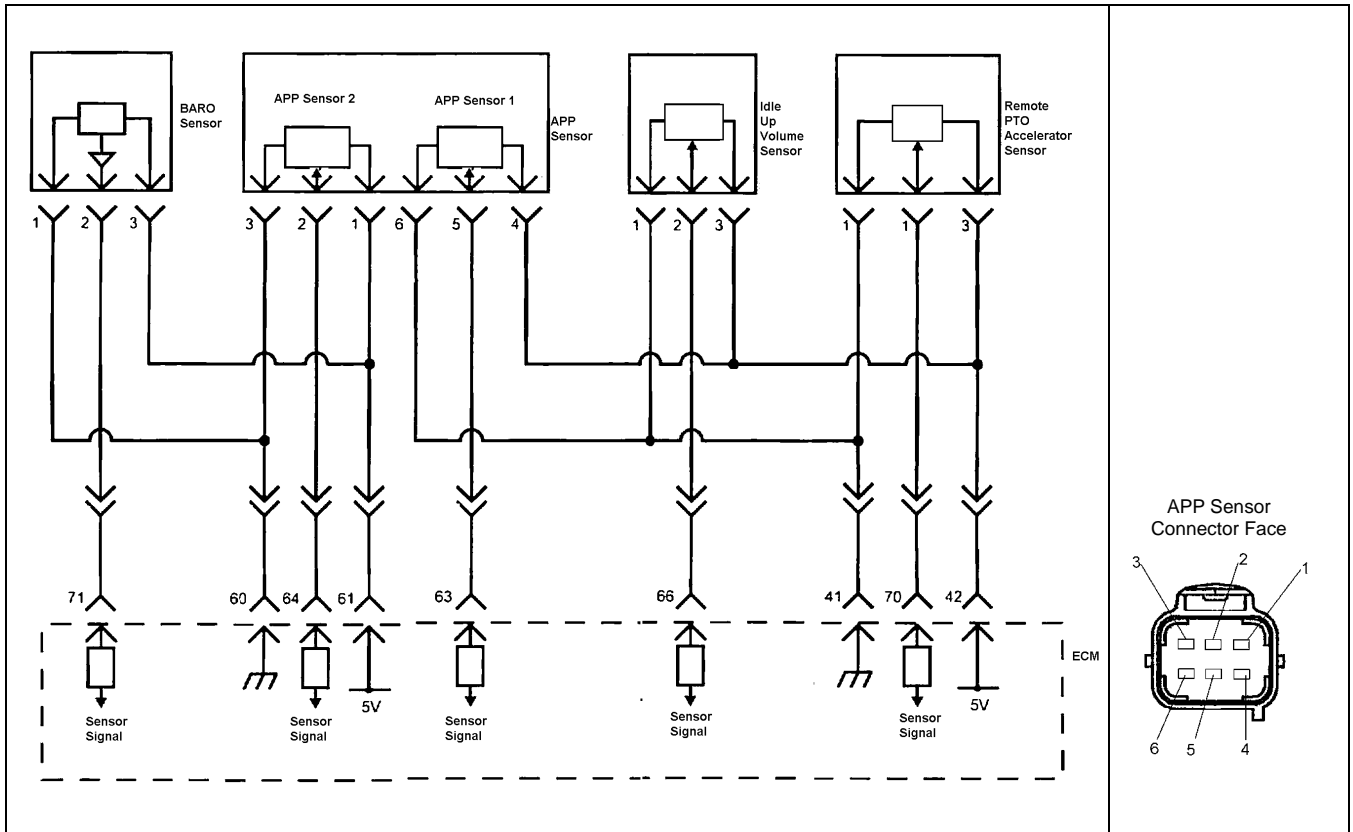 BARO
Sensor
APP Sensor 2
APP Sensor 1
APP
Sensor
Idle
Up
Volume
Sensor
Remote
PTO
Accelerator
Sensor
1 2 3 3 2 1 6 5 4 1 2 3 1 1 3
71 60 64 61 63 66 41 70 42
ECM
5V
5V
Sensor
Signal
Sensor
Signal
Sensor
Signal
Sensor
Signal
Sensor
Signal
APP Sensor
Connector Face
3 2 1
6 5 4